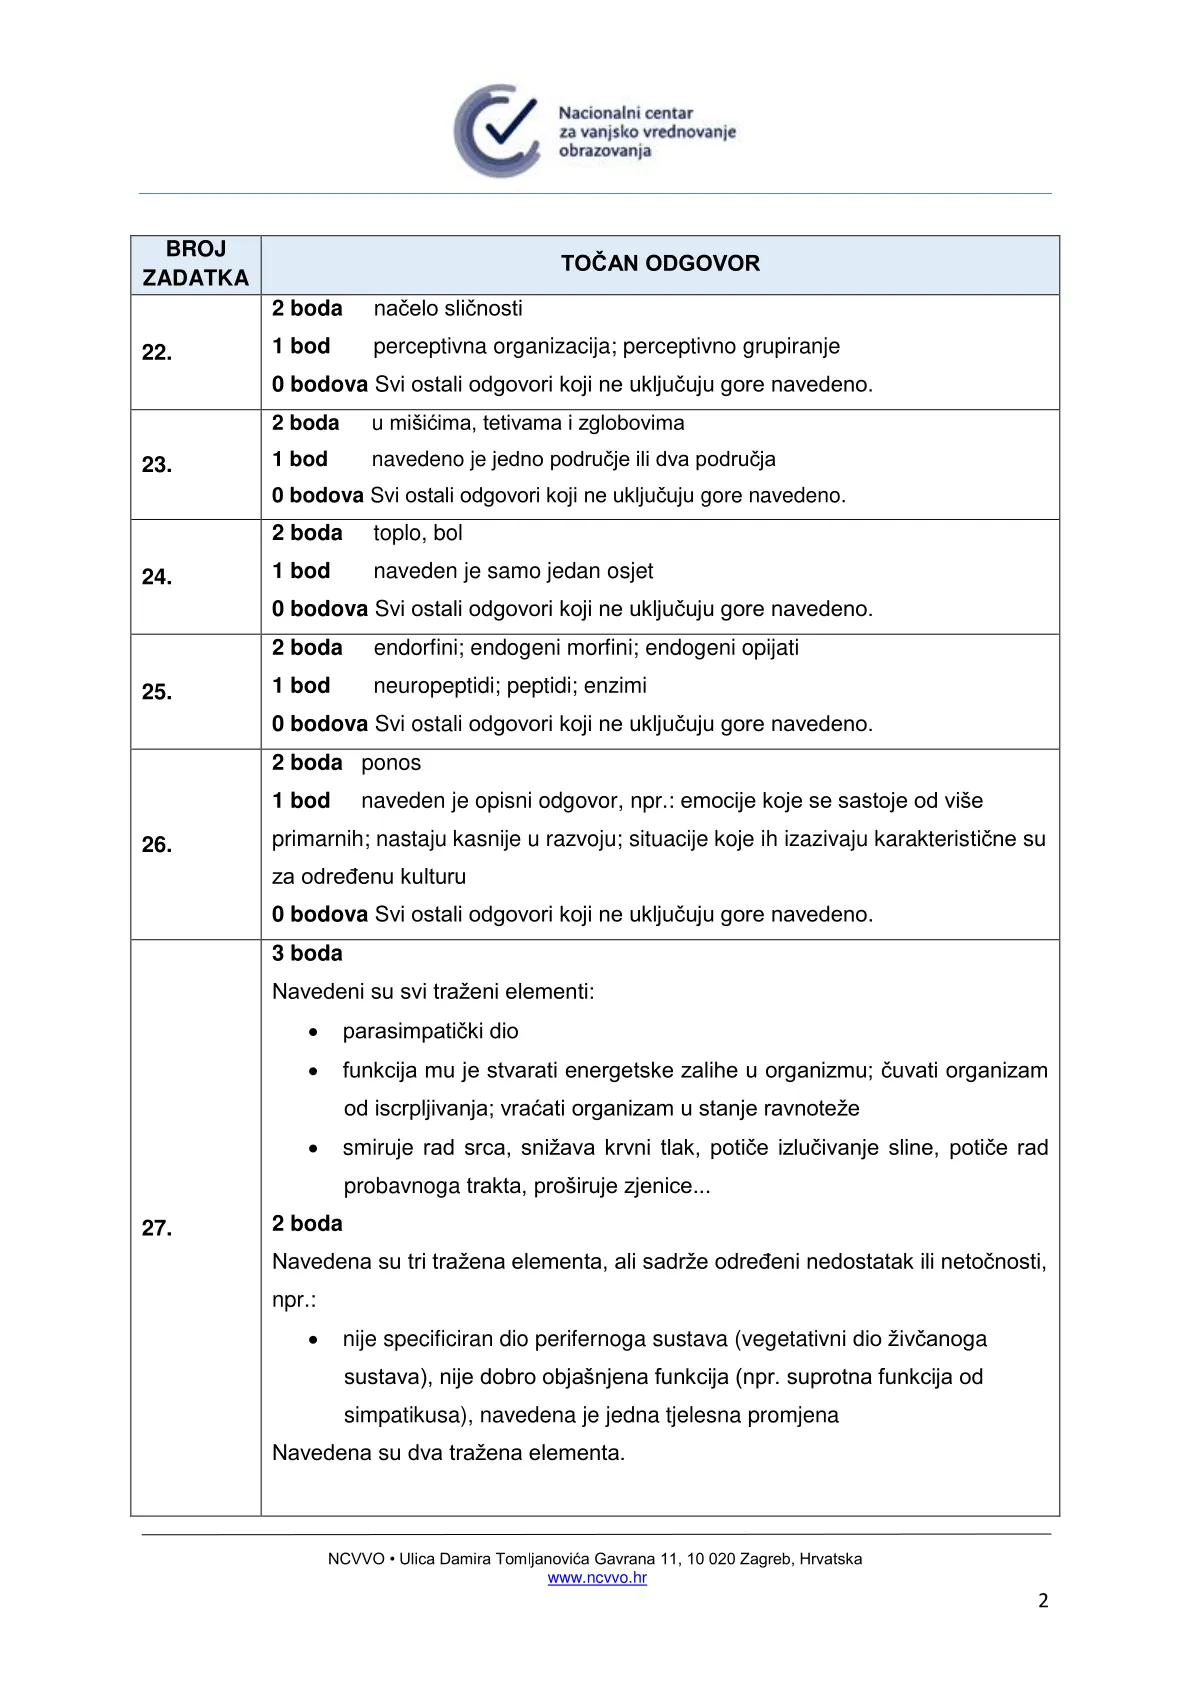 Nacionalni centar
za vanjsko vrednovanje
obrazovanja
BROJ
ZADATKA
TOČAN ODGOVOR
22.
2 boda načelo sličnosti
1 bod perceptivna organizacija; perceptivno grupiranje
0 bodova Svi ostali odgovori koji ne uključuju gore navedeno.
23.
2 boda u mišićima, tetivama i zglobovima
1 bod navedeno je jedno područje ili dva područja
0 bodova Svi ostali odgovori koji ne uključuju gore navedeno.
24.
2 boda toplo, bol
1 bod naveden je samo jedan osjet
0 bodova Svi ostali odgovori koji ne uključuju gore navedeno.
25.
2 boda endorfini; endogeni morfini; endogeni opijati
1 bod neuropeptidi; peptidi; enzimi
0 bodova Svi ostali odgovori koji ne uključuju gore navedeno.
26.
2 boda ponos
1 bod naveden je opisni odgovor, npr.: emocije koje se sastoje od više
primarnih; nastaju kasnije u razvoju; situacije koje ih izazivaju karakteristične su
za određenu kulturu
0 bodova Svi ostali odgovori koji ne uključuju gore navedeno.
27.
3 boda
Navedeni su svi traženi elementi:
• parasimpatički dio
• funkcija mu je stvarati energetske zalihe u organizmu; čuvati organizam
od iscrpljivanja; vraćati organizam u stanje ravnoteže
• smiruje rad srca, snižava krvni tlak, potiče izlučivanje sline, potiče rad
probavnoga trakta, proširuje zjenice...
2 boda
Navedena su tri tražena elementa, ali sadrže određeni nedostatak ili netočnosti,
npr.:
• nije specificiran dio perifernoga sustava (vegetativni dio živčanoga
sustava), nije dobro objašnjena funkcija (npr. suprotna funkcija od
simpatikusa), navedena je jedna tjelesna promjena
Navedena su dva tražena elementa.
NCVVO • Ulica Damira Tomljanovića Gavrana 11, 10 020 Zagreb, Hrvatska
www.ncvvo.hr
2